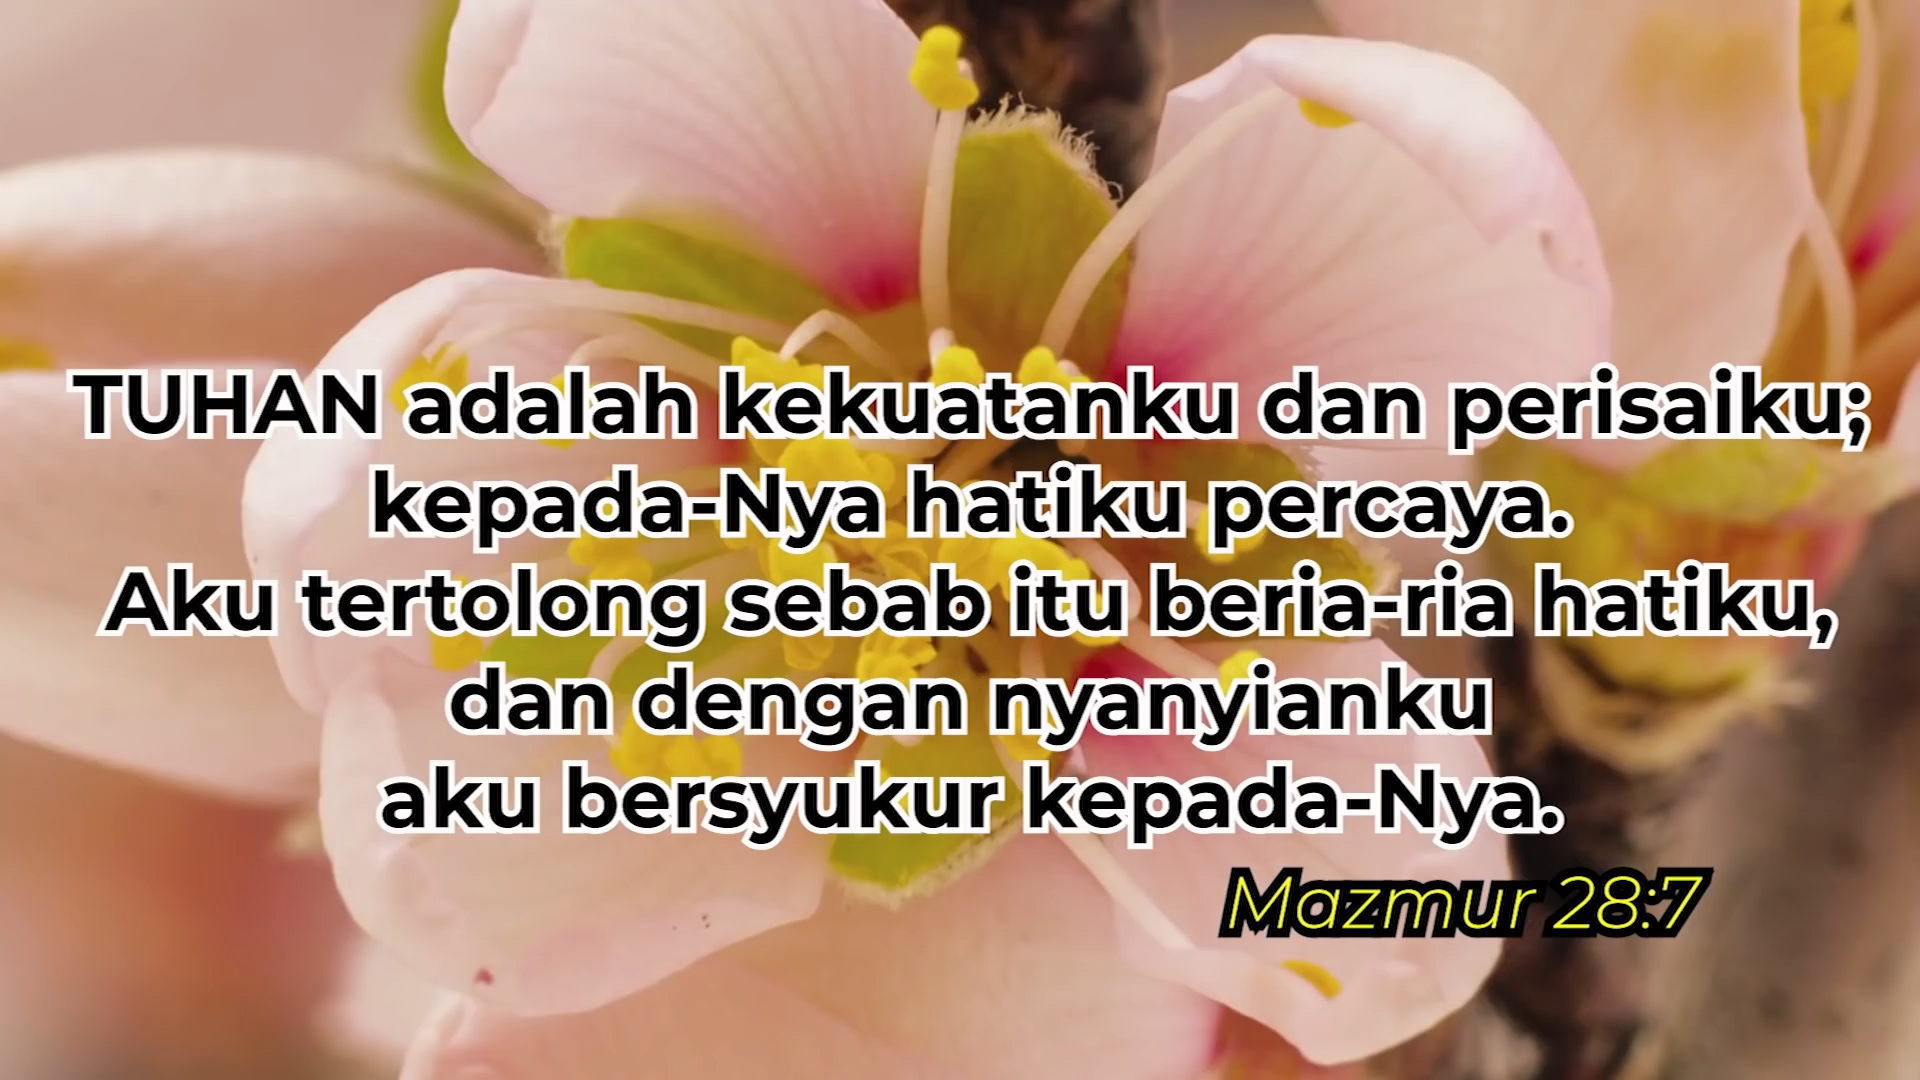 TUHAN adalah kekuatanku dan perisaiku;
kepada-Nya hatiku percaya.
Aku tertolong sebab itu beria-ria hatiku,
dan dengan nyanyianku
aku bersyukur kepada-Nya.
Mazmur 28:7